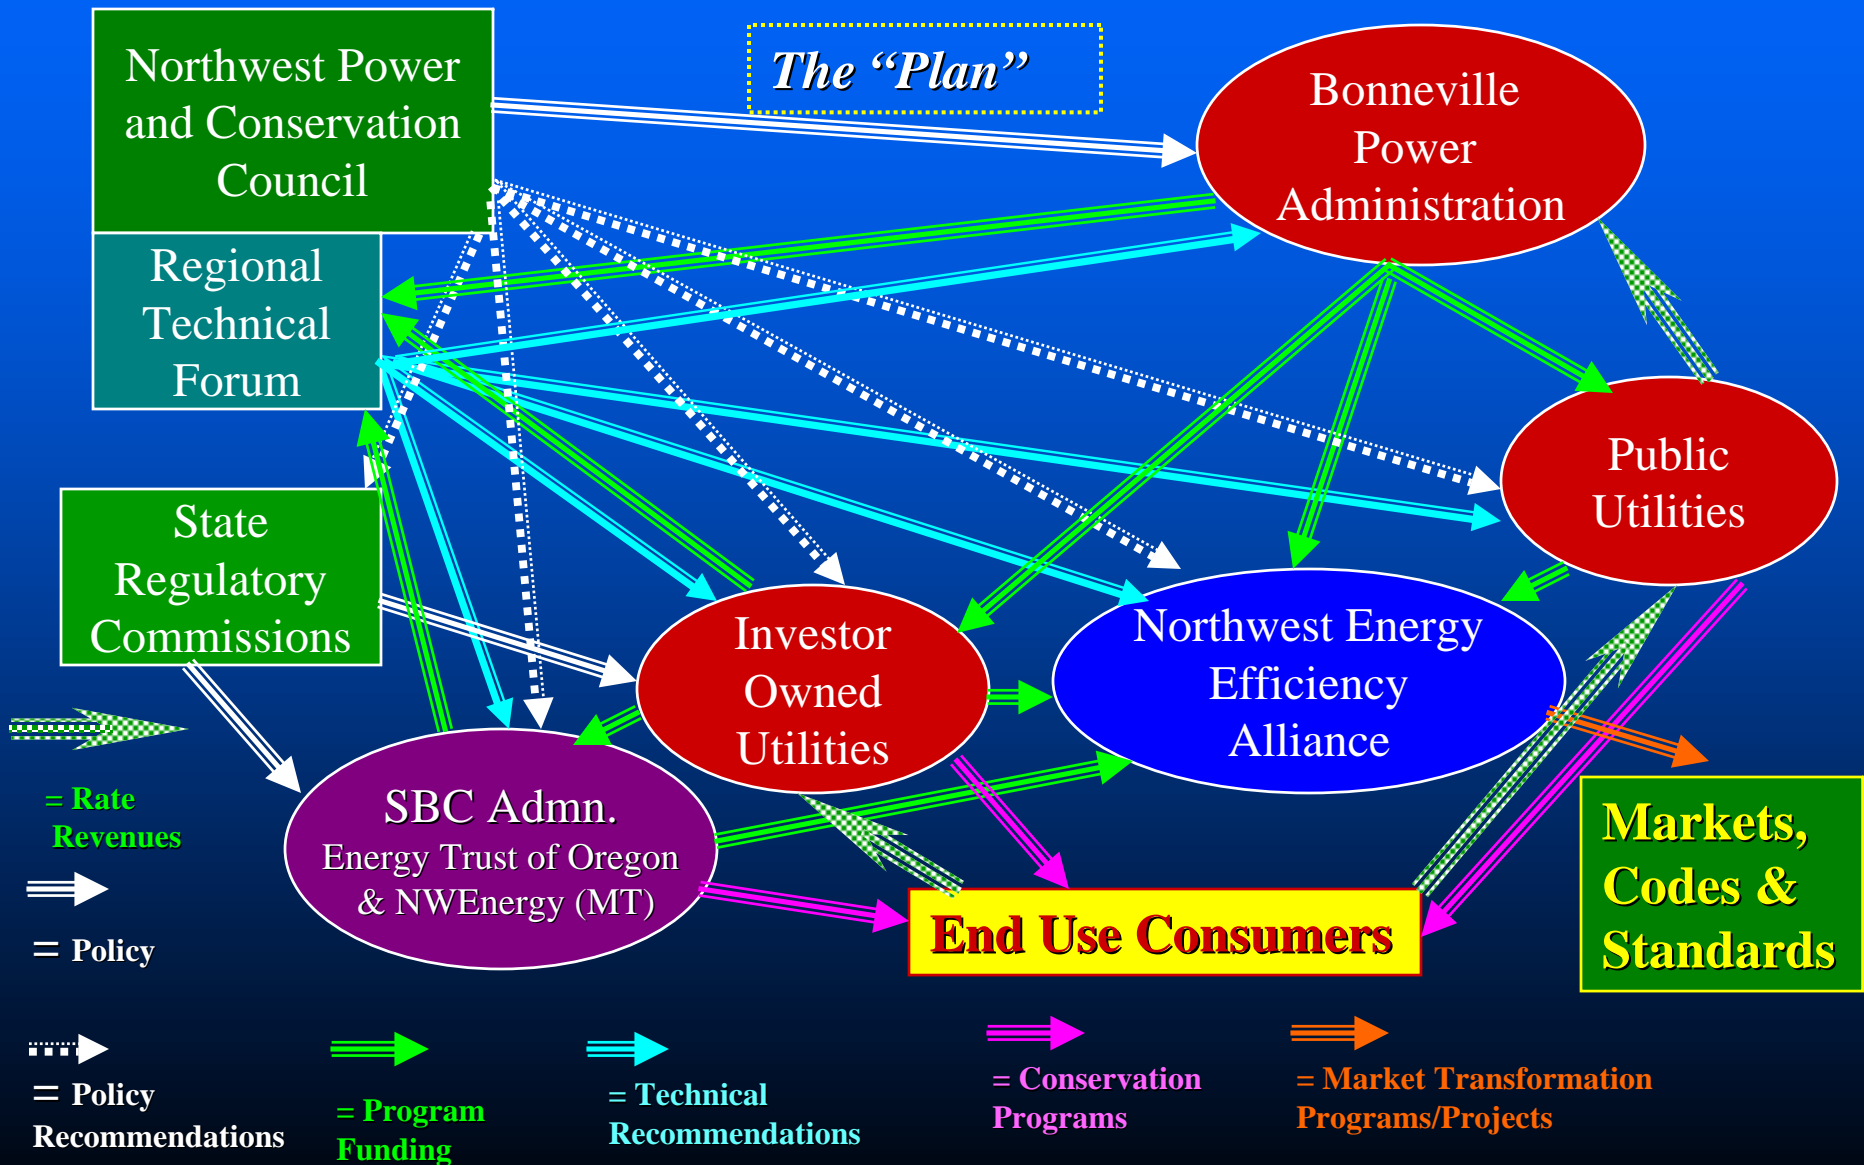 Northwest Power
and Conservation
Council
The “Plan”
Bonneville
Power
Administration
Regional
Technical
Forum
Public
Utilities
State
Regulatory
Commissions
Investor
Owned
Utilities
Northwest Energy
Efficiency
Alliance
SBC Admn.
Energy Trust of Oregon
& NWEnergy (MT)
End Use Consumers
Markets,
Codes &
Standards
= Rate
Revenues
= Policy
= Policy
Recommendations
= Program
Funding
= Technical
Recommendations
= Conservation
Programs
= Market Transformation
Programs/Projects